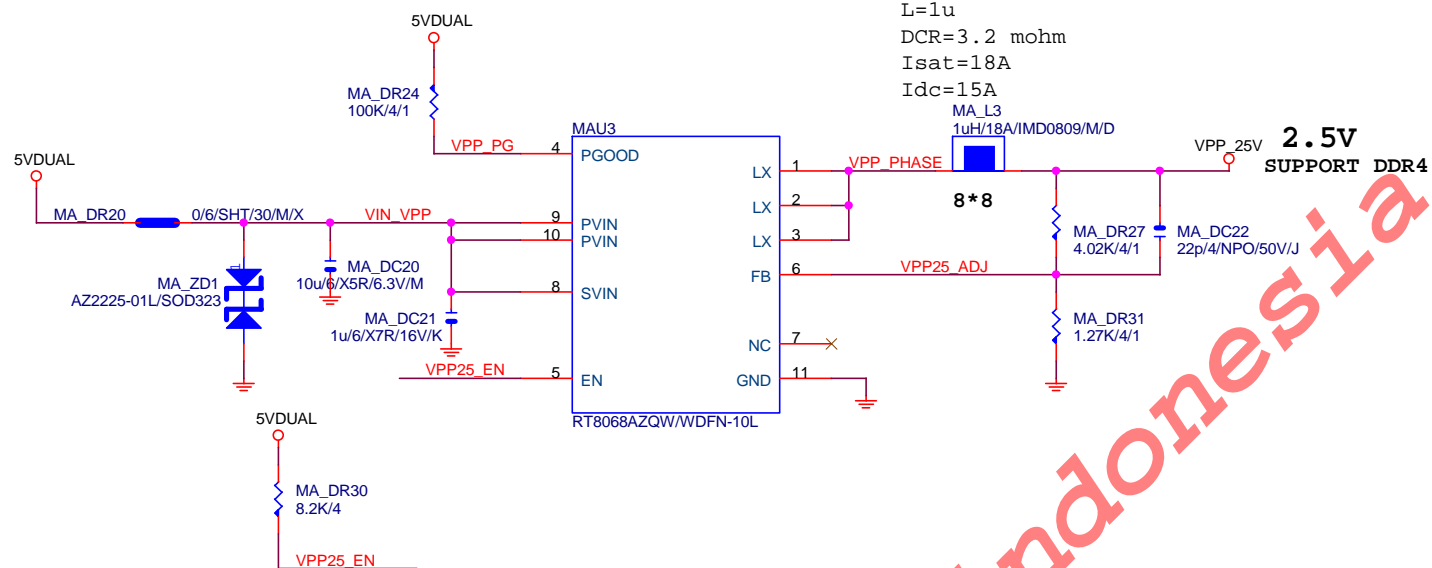 L=1u
DCR=3.2 mohm
Isat=18A
Idc=15A
5VDUAL
MA_DR24
100K/4/1
MA_L3
1uH/18A/IMD0809/M/D
MAU3
VPP_PG
4
PGOOD
5VDUAL
LX
1
VPP_PHASE
8*8
VPP_25V
2.5V
SUPPORT DDR4
MA_DR20
0/6/SHT/30/M/X
VIN_VPP
9
PVIN
10
PVIN
LX
2
LX
3
MA_DR27
4.02K/4/1
MA_DC22
22p/4/NPO/50V/J
1
MA_ZD1
AZ2225-01L/SOD323
MA_DC20
10u/6/X5R/6.3V/M
8
SVIN
FB
6
VPP25_ADJ
MA_DC21
1u/6/X7R/16V/K
MA_DR31
1.27K/4/1
NC
7
VPP25_EN
5
EN
GND
11
RT8068AZQW/WDFN-10L
5VDUAL
MA_DR30
8.2K/4
VPP25_EN
ndonesia